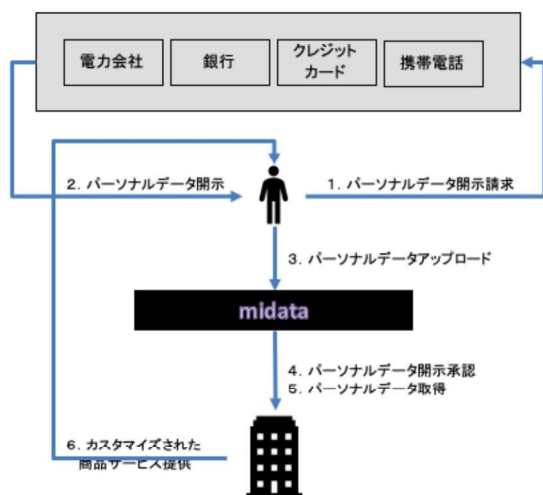 電力会社
銀行
クレジット
カード
携帯電話
2. パーソナルデータ開示
1. パーソナルデータ開示請求
3. パーソナルデータアップロード
midata
4. パーソナルデータ開示承認
5. パーソナルデータ取得
6. カスタマイズされた
商品サービス提供